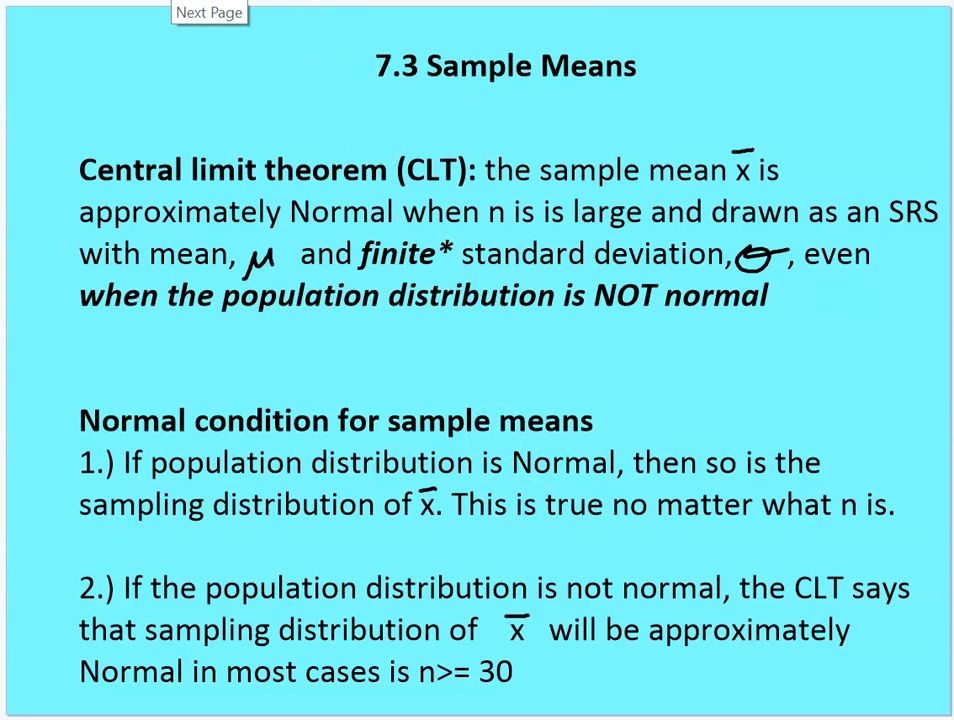 Next Page
7.3 Sample Means
Central limit theorem (CLT): the sample mean x̄ is
approximately Normal when n is is large and drawn as an SRS
with mean, μ and finite* standard deviation, σ, even
when the population distribution is NOT normal
Normal condition for sample means
1.) If population distribution is Normal, then so is the
sampling distribution of x̄. This is true no matter what n is.
2.) If the population distribution is not normal, the CLT says
that sampling distribution of x̄ will be approximately
Normal in most cases is n>= 30